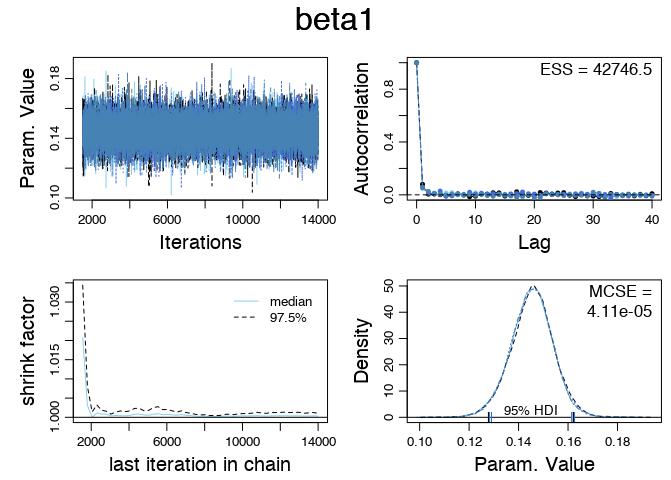 beta1
0.10 0.14 0.18
Param. Value
2000 6000 10000 14000
Iterations
ESS = 42746.5
0.0 0.4 0.8
Autocorrelation
0 10 20 30 40
Lag
median
97.5%
1.000 1.015 1.030
shrink factor
2000 6000 10000 14000
last iteration in chain
MCSE =
4.11e-05
0 10 20 30 40 50
Density
95% HDI
0.10 0.12 0.14 0.16 0.18
Param. Value